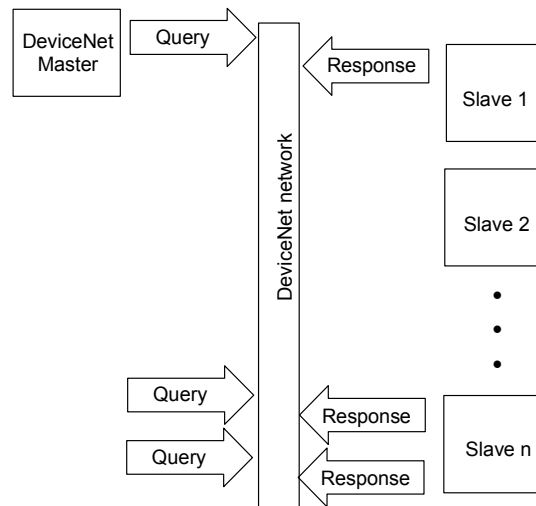 DeviceNet
Master
Query
Response
Slave 1
DeviceNet network
Slave 2
Query
Response
Slave n
Query
Response